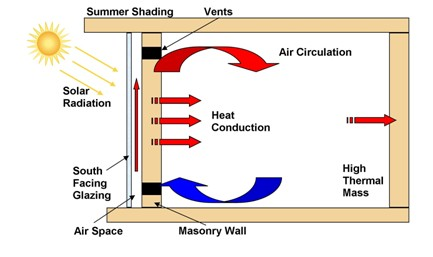 Summer Shading
Vents
Air Circulation
Solar
Radiation
Heat
Conduction
South
Facing
Glazing
High
Thermal
Mass
Air Space
Masonry Wall